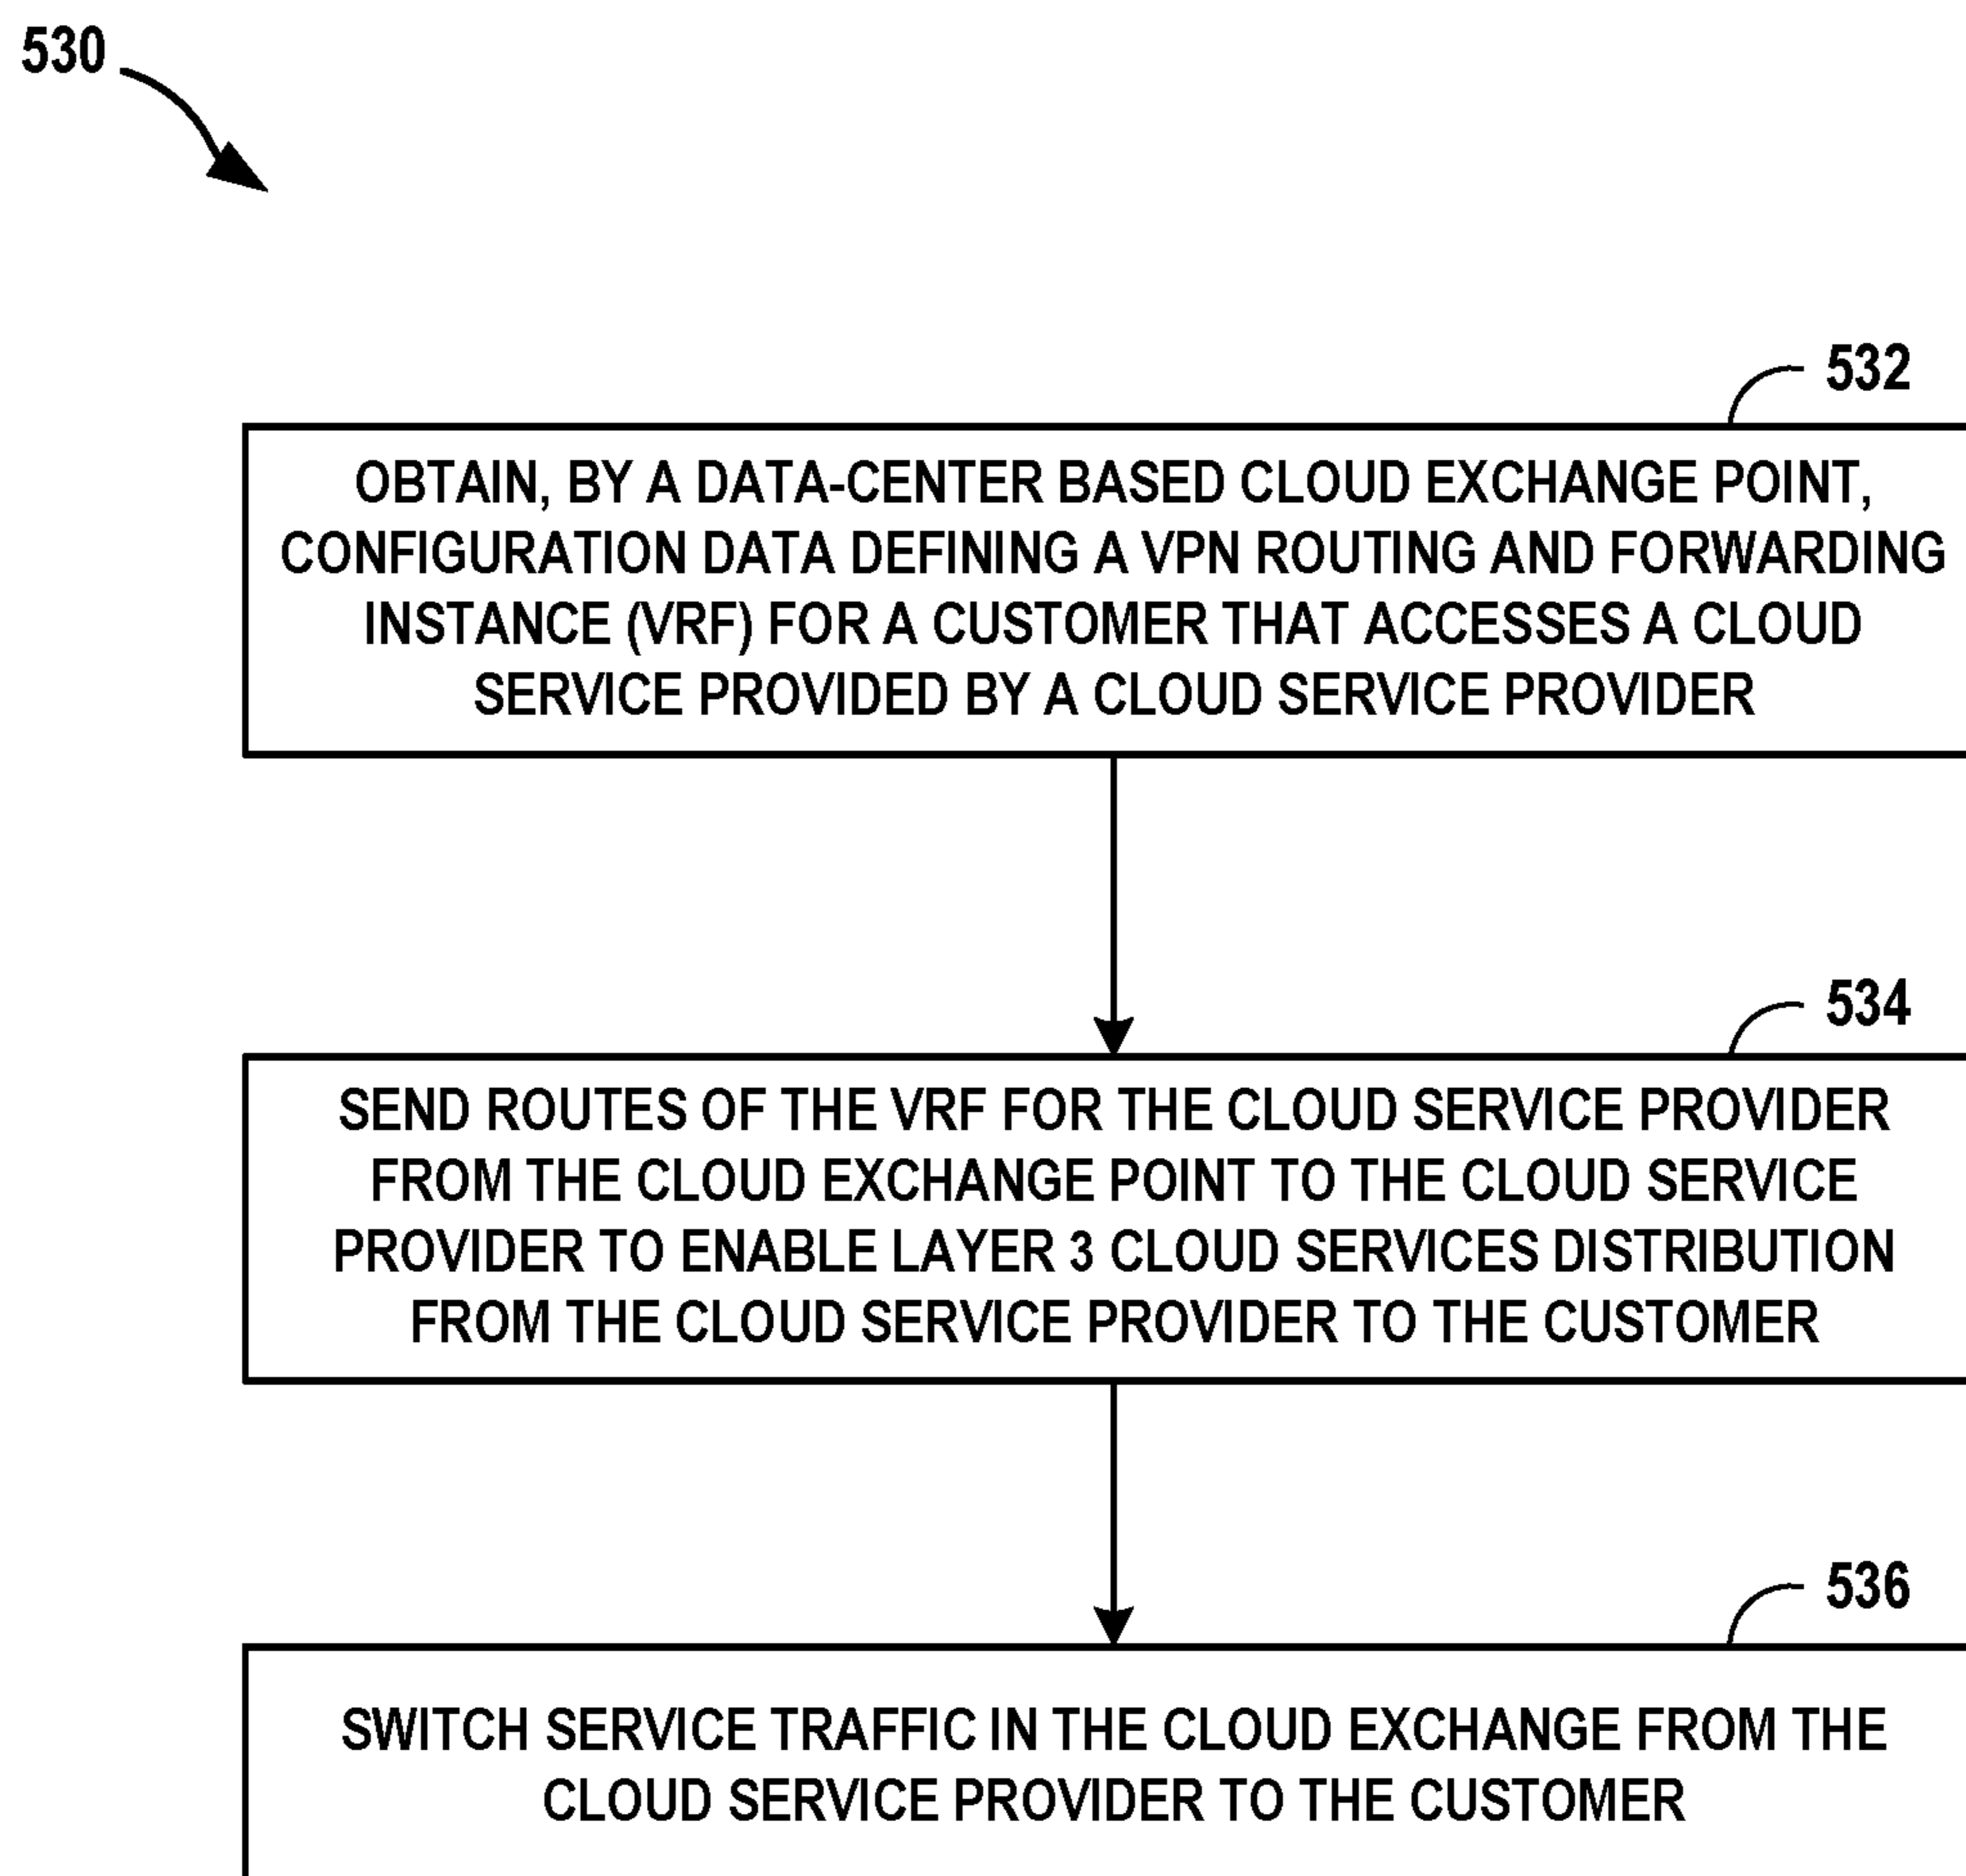 530
532
OBTAIN, BY A DATA-CENTER BASED CLOUD EXCHANGE POINT,
CONFIGURATION DATA DEFINING A VPN ROUTING AND FORWARDING
INSTANCE (VRF) FOR A CUSTOMER THAT ACCESSES A CLOUD
SERVICE PROVIDED BY A CLOUD SERVICE PROVIDER
534
SEND ROUTES OF THE VRF FOR THE CLOUD SERVICE PROVIDER
FROM THE CLOUD EXCHANGE POINT TO THE CLOUD SERVICE
PROVIDER TO ENABLE LAYER 3 CLOUD SERVICES DISTRIBUTION
FROM THE CLOUD SERVICE PROVIDER TO THE CUSTOMER
536
SWITCH SERVICE TRAFFIC IN THE CLOUD EXCHANGE FROM THE
CLOUD SERVICE PROVIDER TO THE CUSTOMER